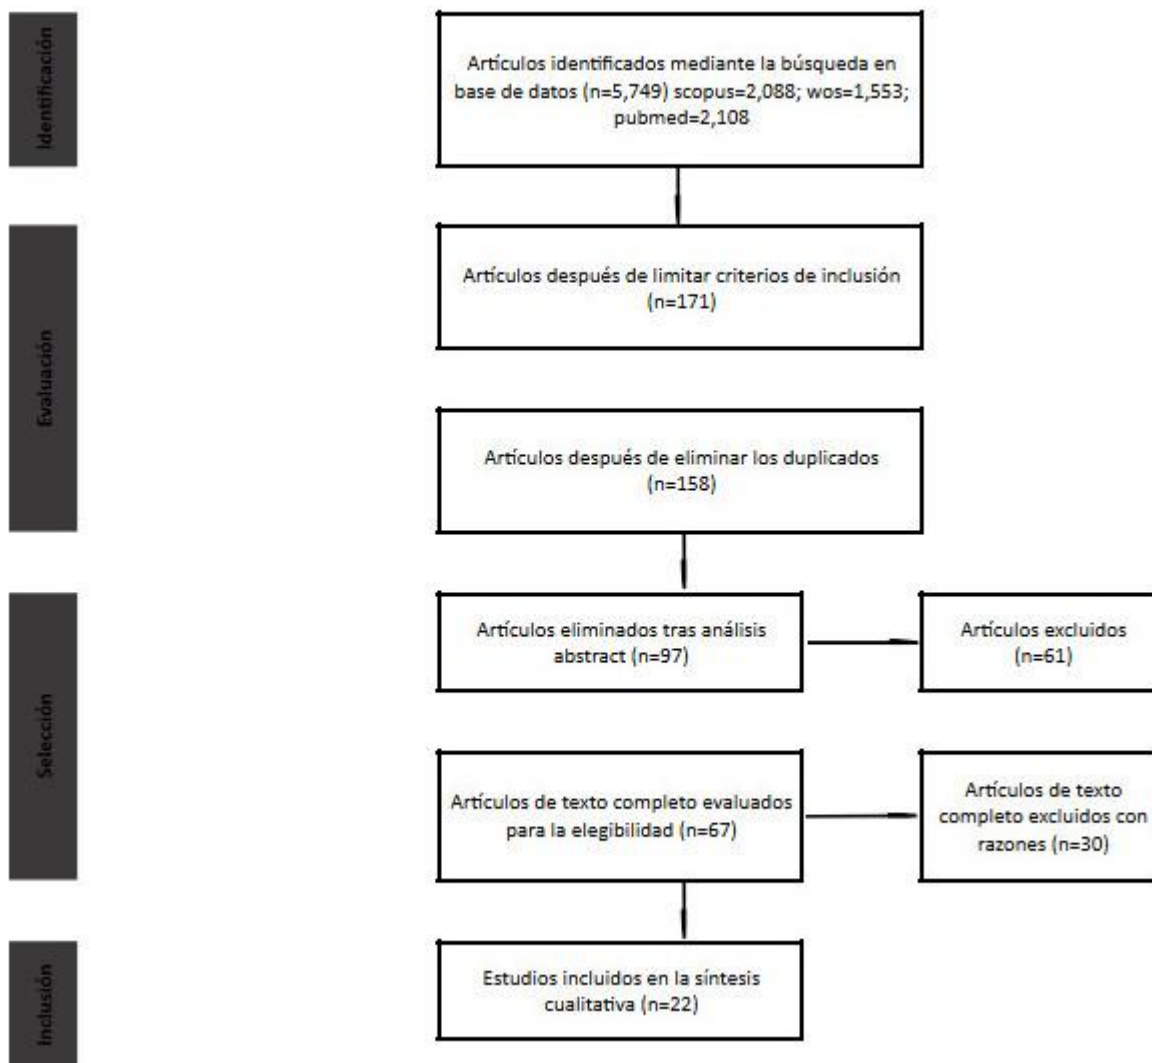 Identificación
Artículos identificados mediante la búsqueda en
base de datos (n=5,749) scopus=2,088; wos=1,553;
pubmed=2,108
Evaluación
Artículos después de limitar criterios de inclusión
(n=171)
Artículos después de eliminar los duplicados
(n=158)
Selección
Artículos eliminados tras análisis
abstract (n=97)
Artículos excluidos
(n=61)
Artículos de texto completo evaluados
para la elegibilidad (n=67)
Artículos de texto
completo excluidos con
razones (n=30)
Inclusión
Estudios incluidos en la síntesis
cualitativa (n=22)